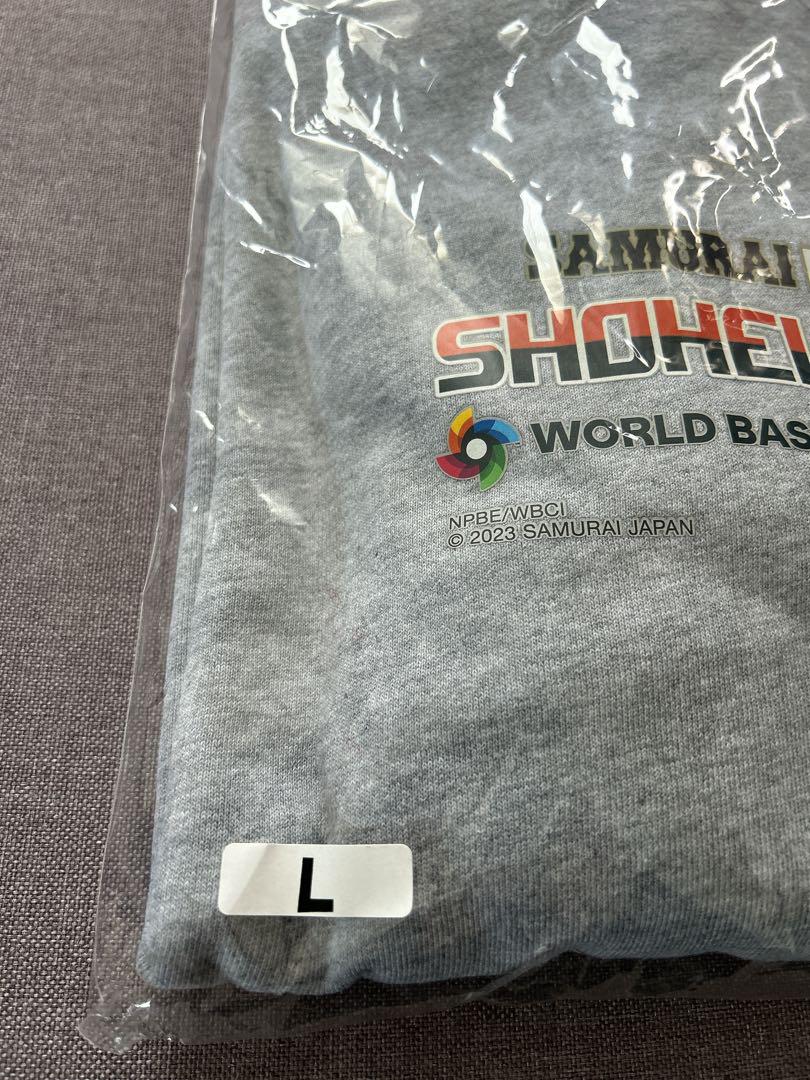 SAMURAI
SHOHEI
WORLD BAS
NPBE/WBCI
© 2023 SAMURAI JAPAN
L